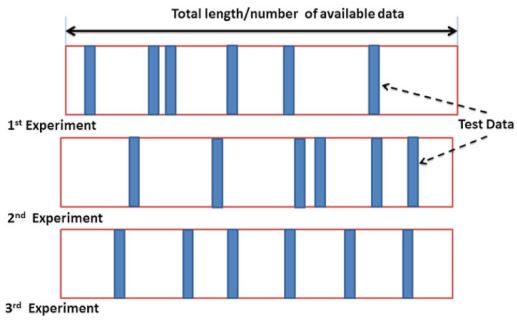 Total length/number of available data
1st Experiment
Test Data
2nd Experiment
3rd Experiment